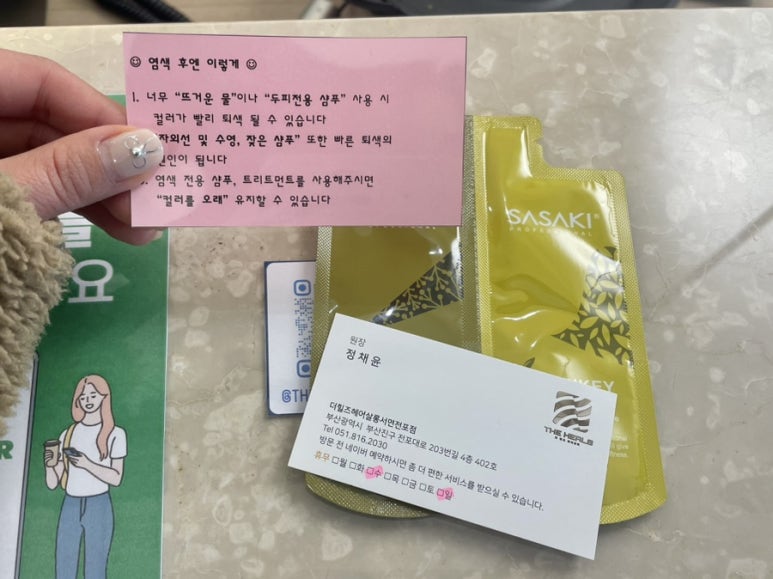 ☺ 염색 후엔 이렇게 ☺
1. 너무 “뜨거운 물”이나 “두피전용 샴푸” 사용 시
컬러가 빨리 퇴색 될 수 있습니다
자외선 및 수영, 잦은 샴푸” 또한 빠른 퇴색의
원인이 됩니다
염색 전용 샴푸, 트리트먼트를 사용해주시면
“컬러를 오래” 유지할 수 있습니다
요
SASAKI®
PROFESSIONAL
@TH
원장
정채윤
THE HEALS
더힐즈헤어살롱서면전포점
부산광역시 부산진구 전포대로 203번길 4층 402호
Tel 051.816.2030
방문 전 네이버 예약하시면 좀 더 편한 서비스를 받으실 수 있습니다.
휴무 □월 □화 □수 □목 □금 □토 □일